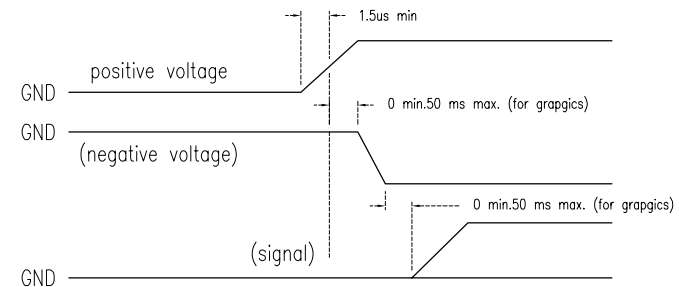 1.5us min
positive voltage
GND
0 min.50 ms max. (for grapgics)
GND
(negative voltage)
0 min.50 ms max. (for grapgics)
(signal)
GND